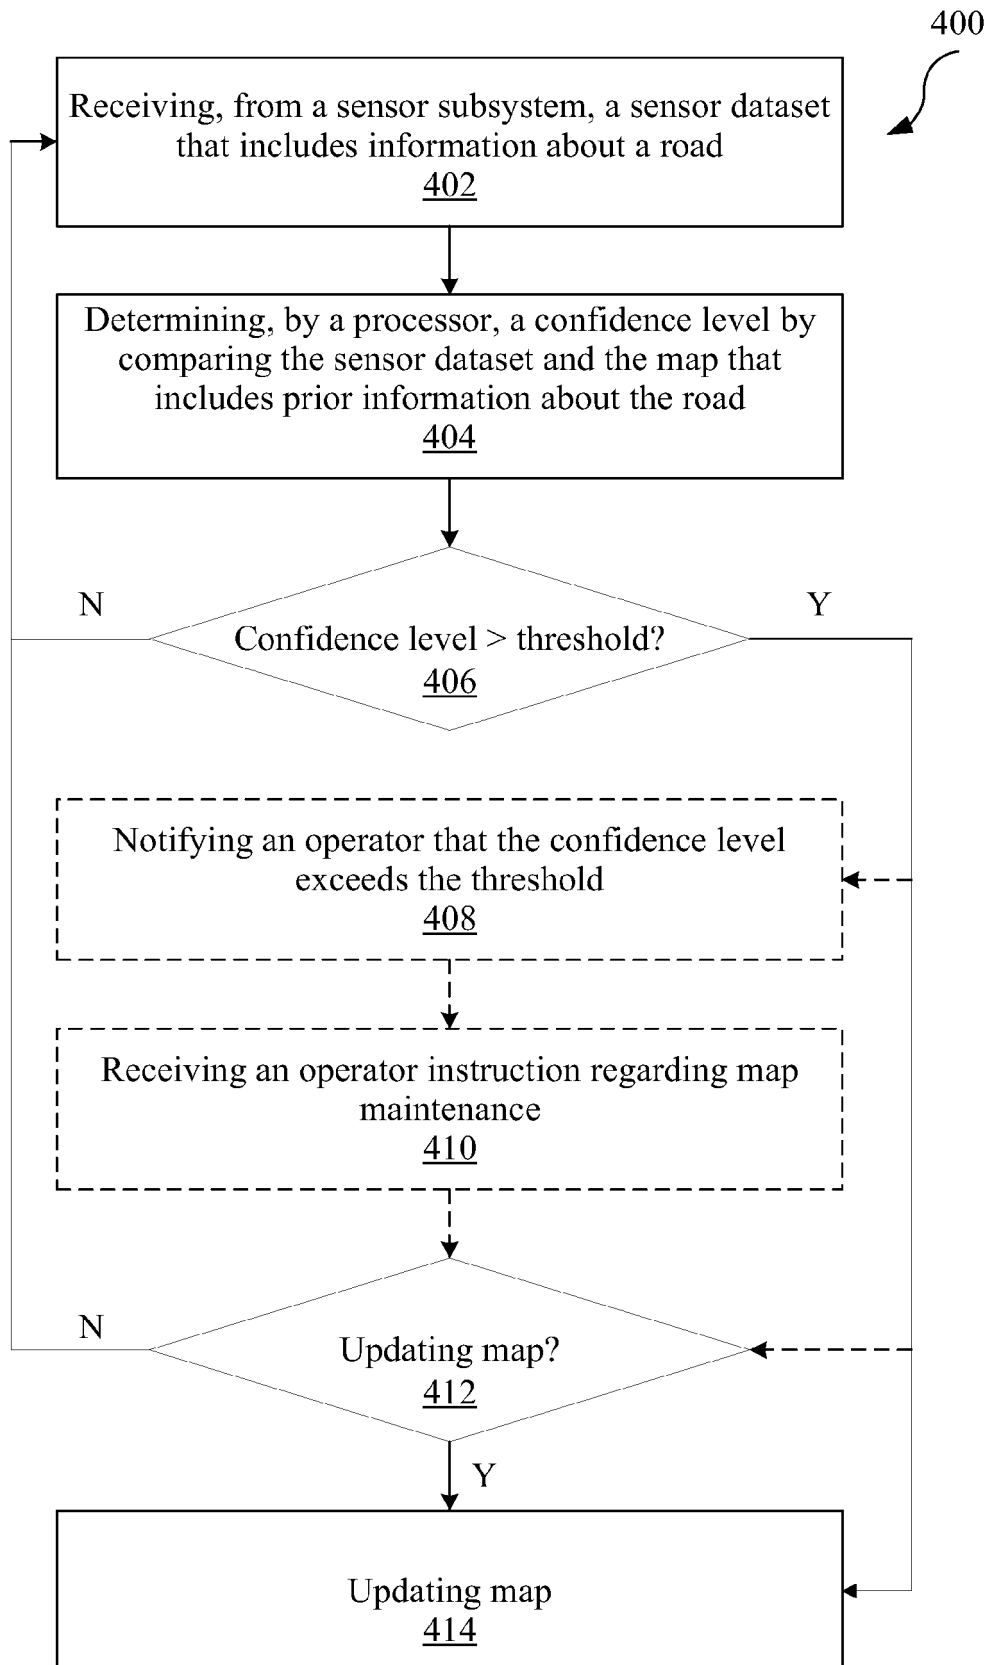 400
Receiving, from a sensor subsystem, a sensor dataset
that includes information about a road
402
Determining, by a processor, a confidence level by
comparing the sensor dataset and the map that
includes prior information about the road
404
N
Y
Confidence level > threshold?
406
Notifying an operator that the confidence level
exceeds the threshold
408
Receiving an operator instruction regarding map
maintenance
410
N
Updating map?
412
Y
Updating map
414